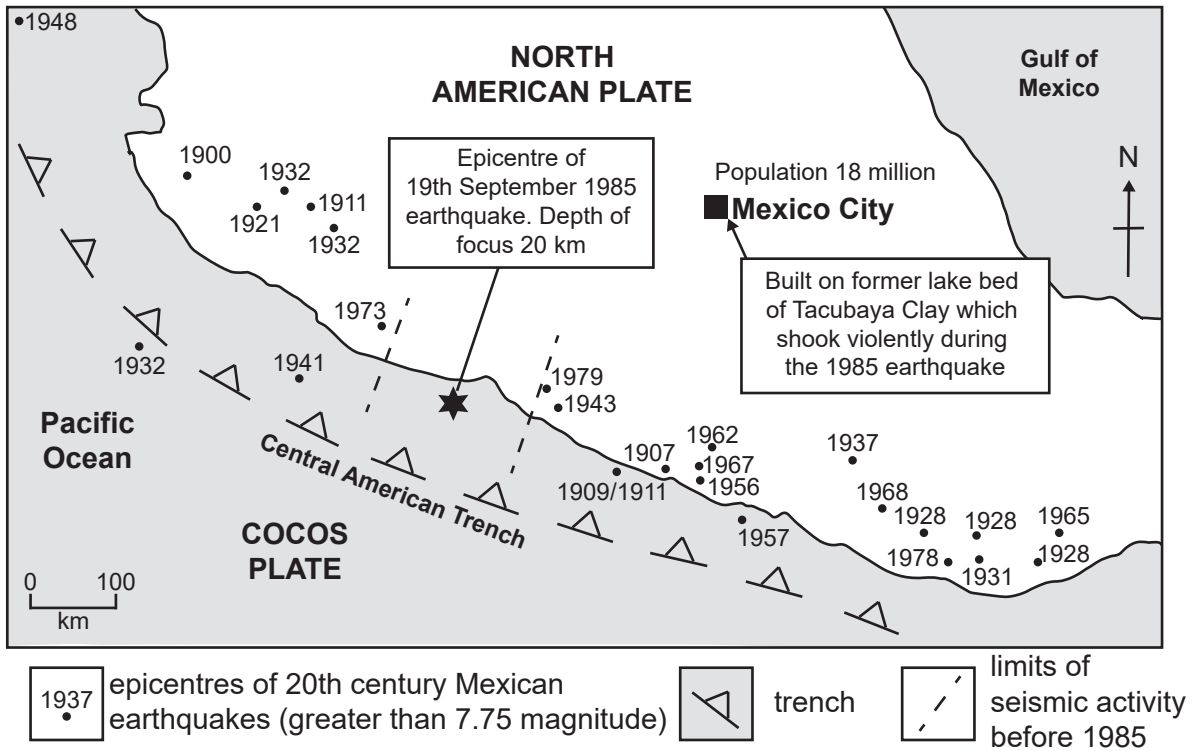 1948
NORTH
AMERICAN PLATE
Gulf of
Mexico
N
1900
1932
1911
1921
1932
Epicentre of
19th September 1985
earthquake. Depth of
focus 20 km
Population 18 million
Mexico City
Built on former lake bed
of Tacubaya Clay which
shook violently during
the 1985 earthquake
1973
1932
1941
1979
1943
Pacific
Ocean
Central American Trench
1962
1907
1967
1909/1911
1956
1957
1937
1968
1928
1928
1965
1978
1931
1928
COCOS
PLATE
0 100
km
1937
epicentres of 20th century Mexican
earthquakes (greater than 7.75 magnitude)
trench
limits of
seismic activity
before 1985